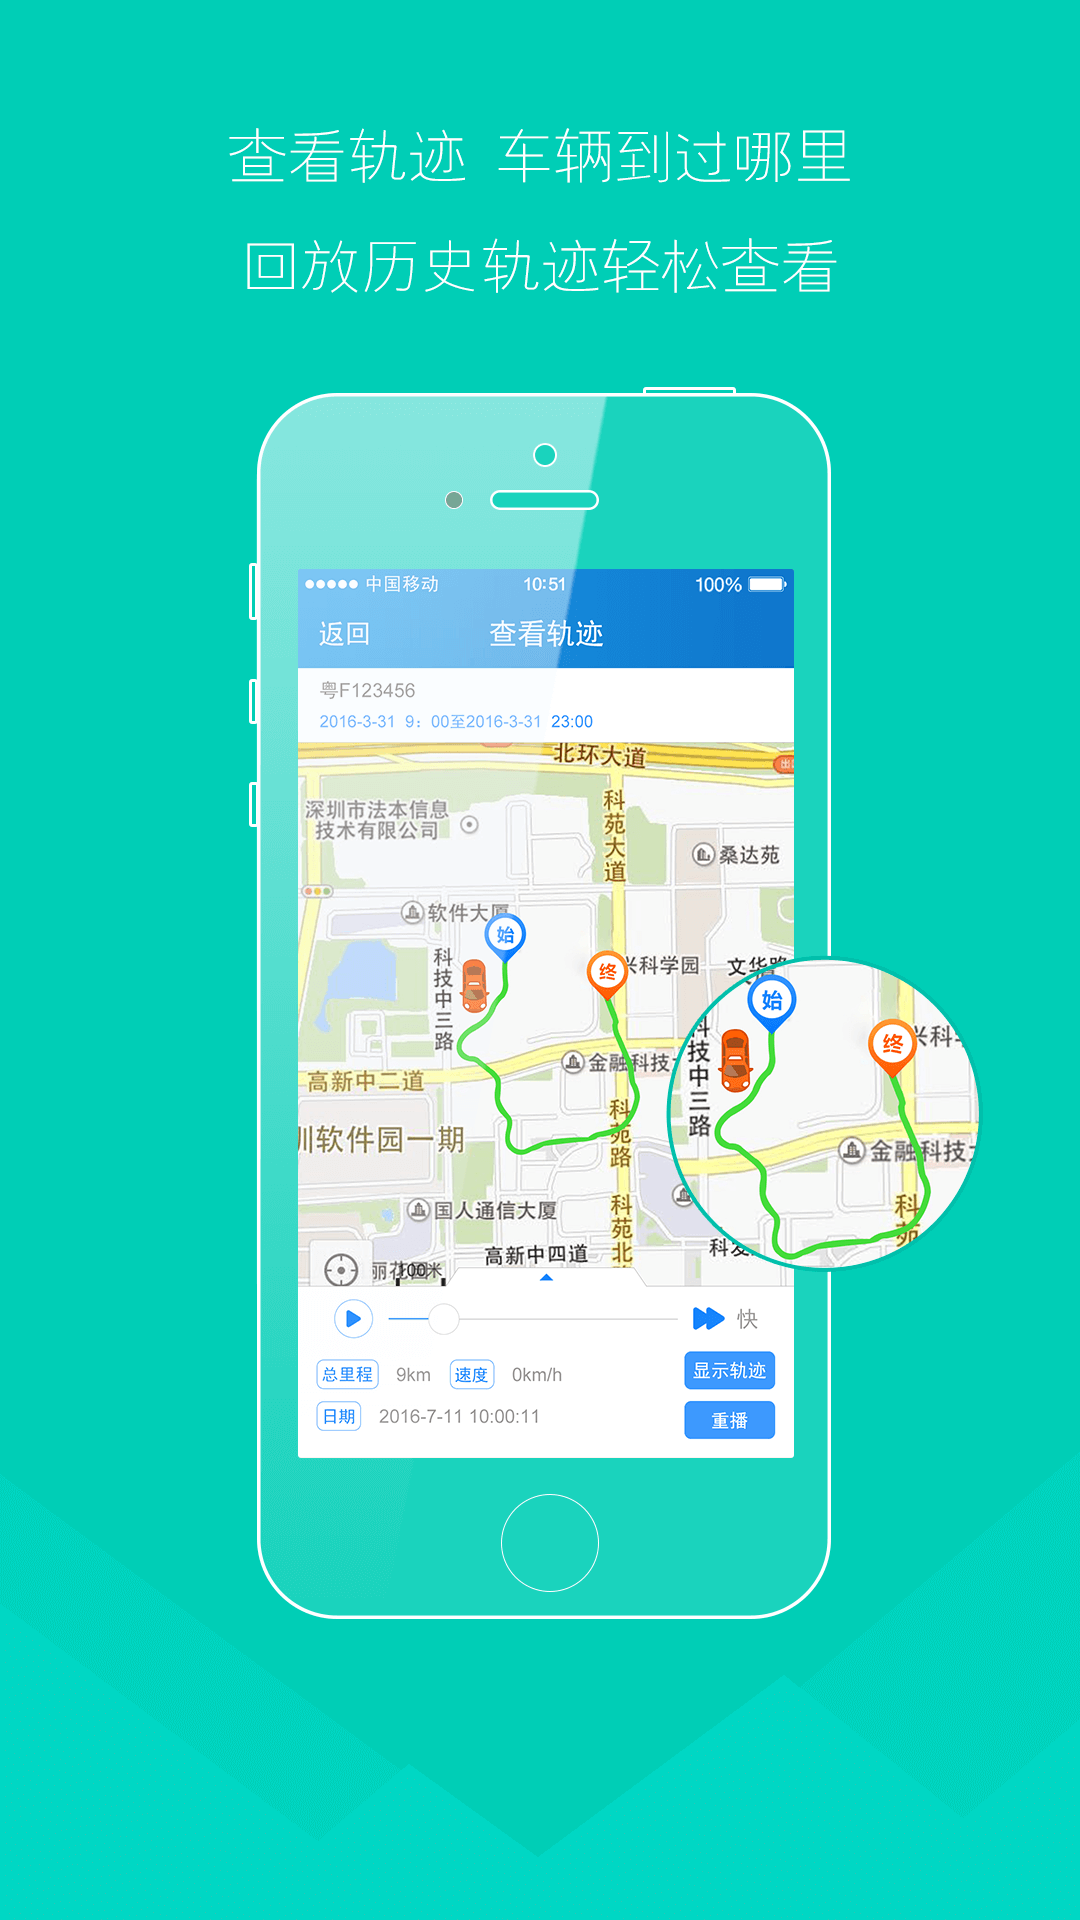 查看轨迹 车辆到过哪里
回放历史轨迹轻松查看
中国移动 10:51 100%
返回 查看轨迹
粤F123456
2016-3-31 9：00至2016-3-31 23:00
北环大道
出口
深圳市法本信息
技术有限公司
科苑大道
桑达苑
软件大厦
始
科技中三路
终
兴科学园
文华路
金融科技大
高新中二道
圳软件园一期
科苑路
国人通信大厦
科苑北
高新中四道
100米
始
终
兴科学
科技中三路
金融科技大
科苑
快
总里程 9km 速度 0km/h
显示轨迹
日期 2016-7-11 10:00:11
重播